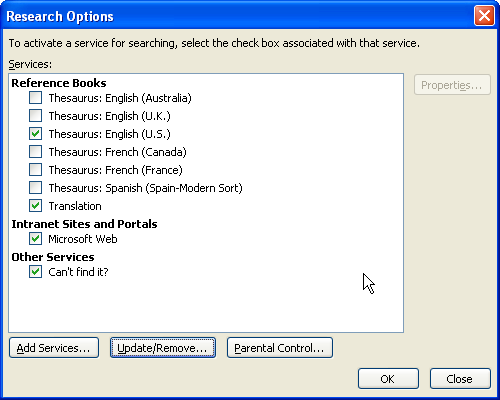 Research Options
To activate a service for searching, select the check box associated with that service.
Services:
Properties...
Reference Books
Thesaurus: English (Australia)
Thesaurus: English (U.K.)
Thesaurus: English (U.S.)
Thesaurus: French (Canada)
Thesaurus: French (France)
Thesaurus: Spanish (Spain-Modern Sort)
Translation
Intranet Sites and Portals
Microsoft Web
Other Services
Can't find it?
Add Services... Update/Remove... Parental Control...
OK Close